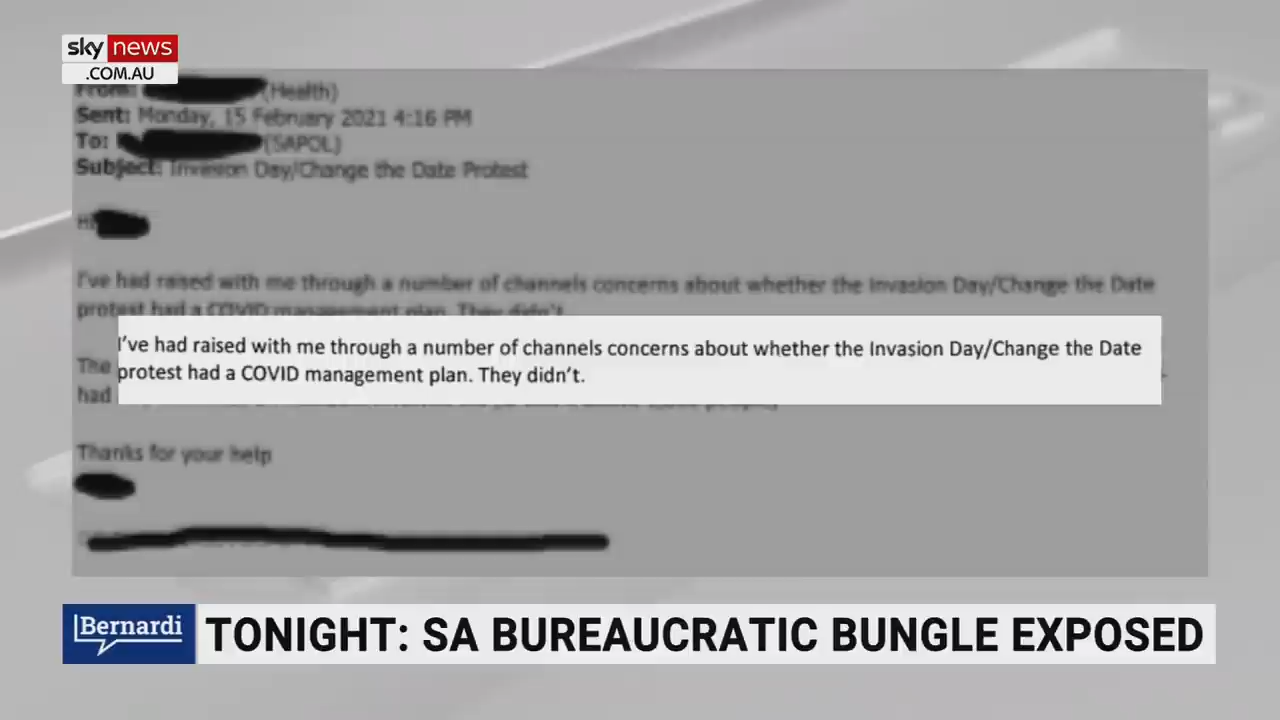 sky news
.COM.AU
From: (Health)
Sent: Monday, 15 February 2021 4:16 PM
To: (SAPOL)
Subject: Invasion Day/Change the Date Protest
Hi
I've had raised with me through a number of channels concerns about whether the Invasion Day/Change the Date
protest had a COVID management plan. They didn't.
I've had raised with me through a number of channels concerns about whether the Invasion Day/Change the Date
protest had a COVID management plan. They didn't.
The
had
Thanks for your help
Bernardi
TONIGHT: SA BUREAUCRATIC BUNGLE EXPOSED